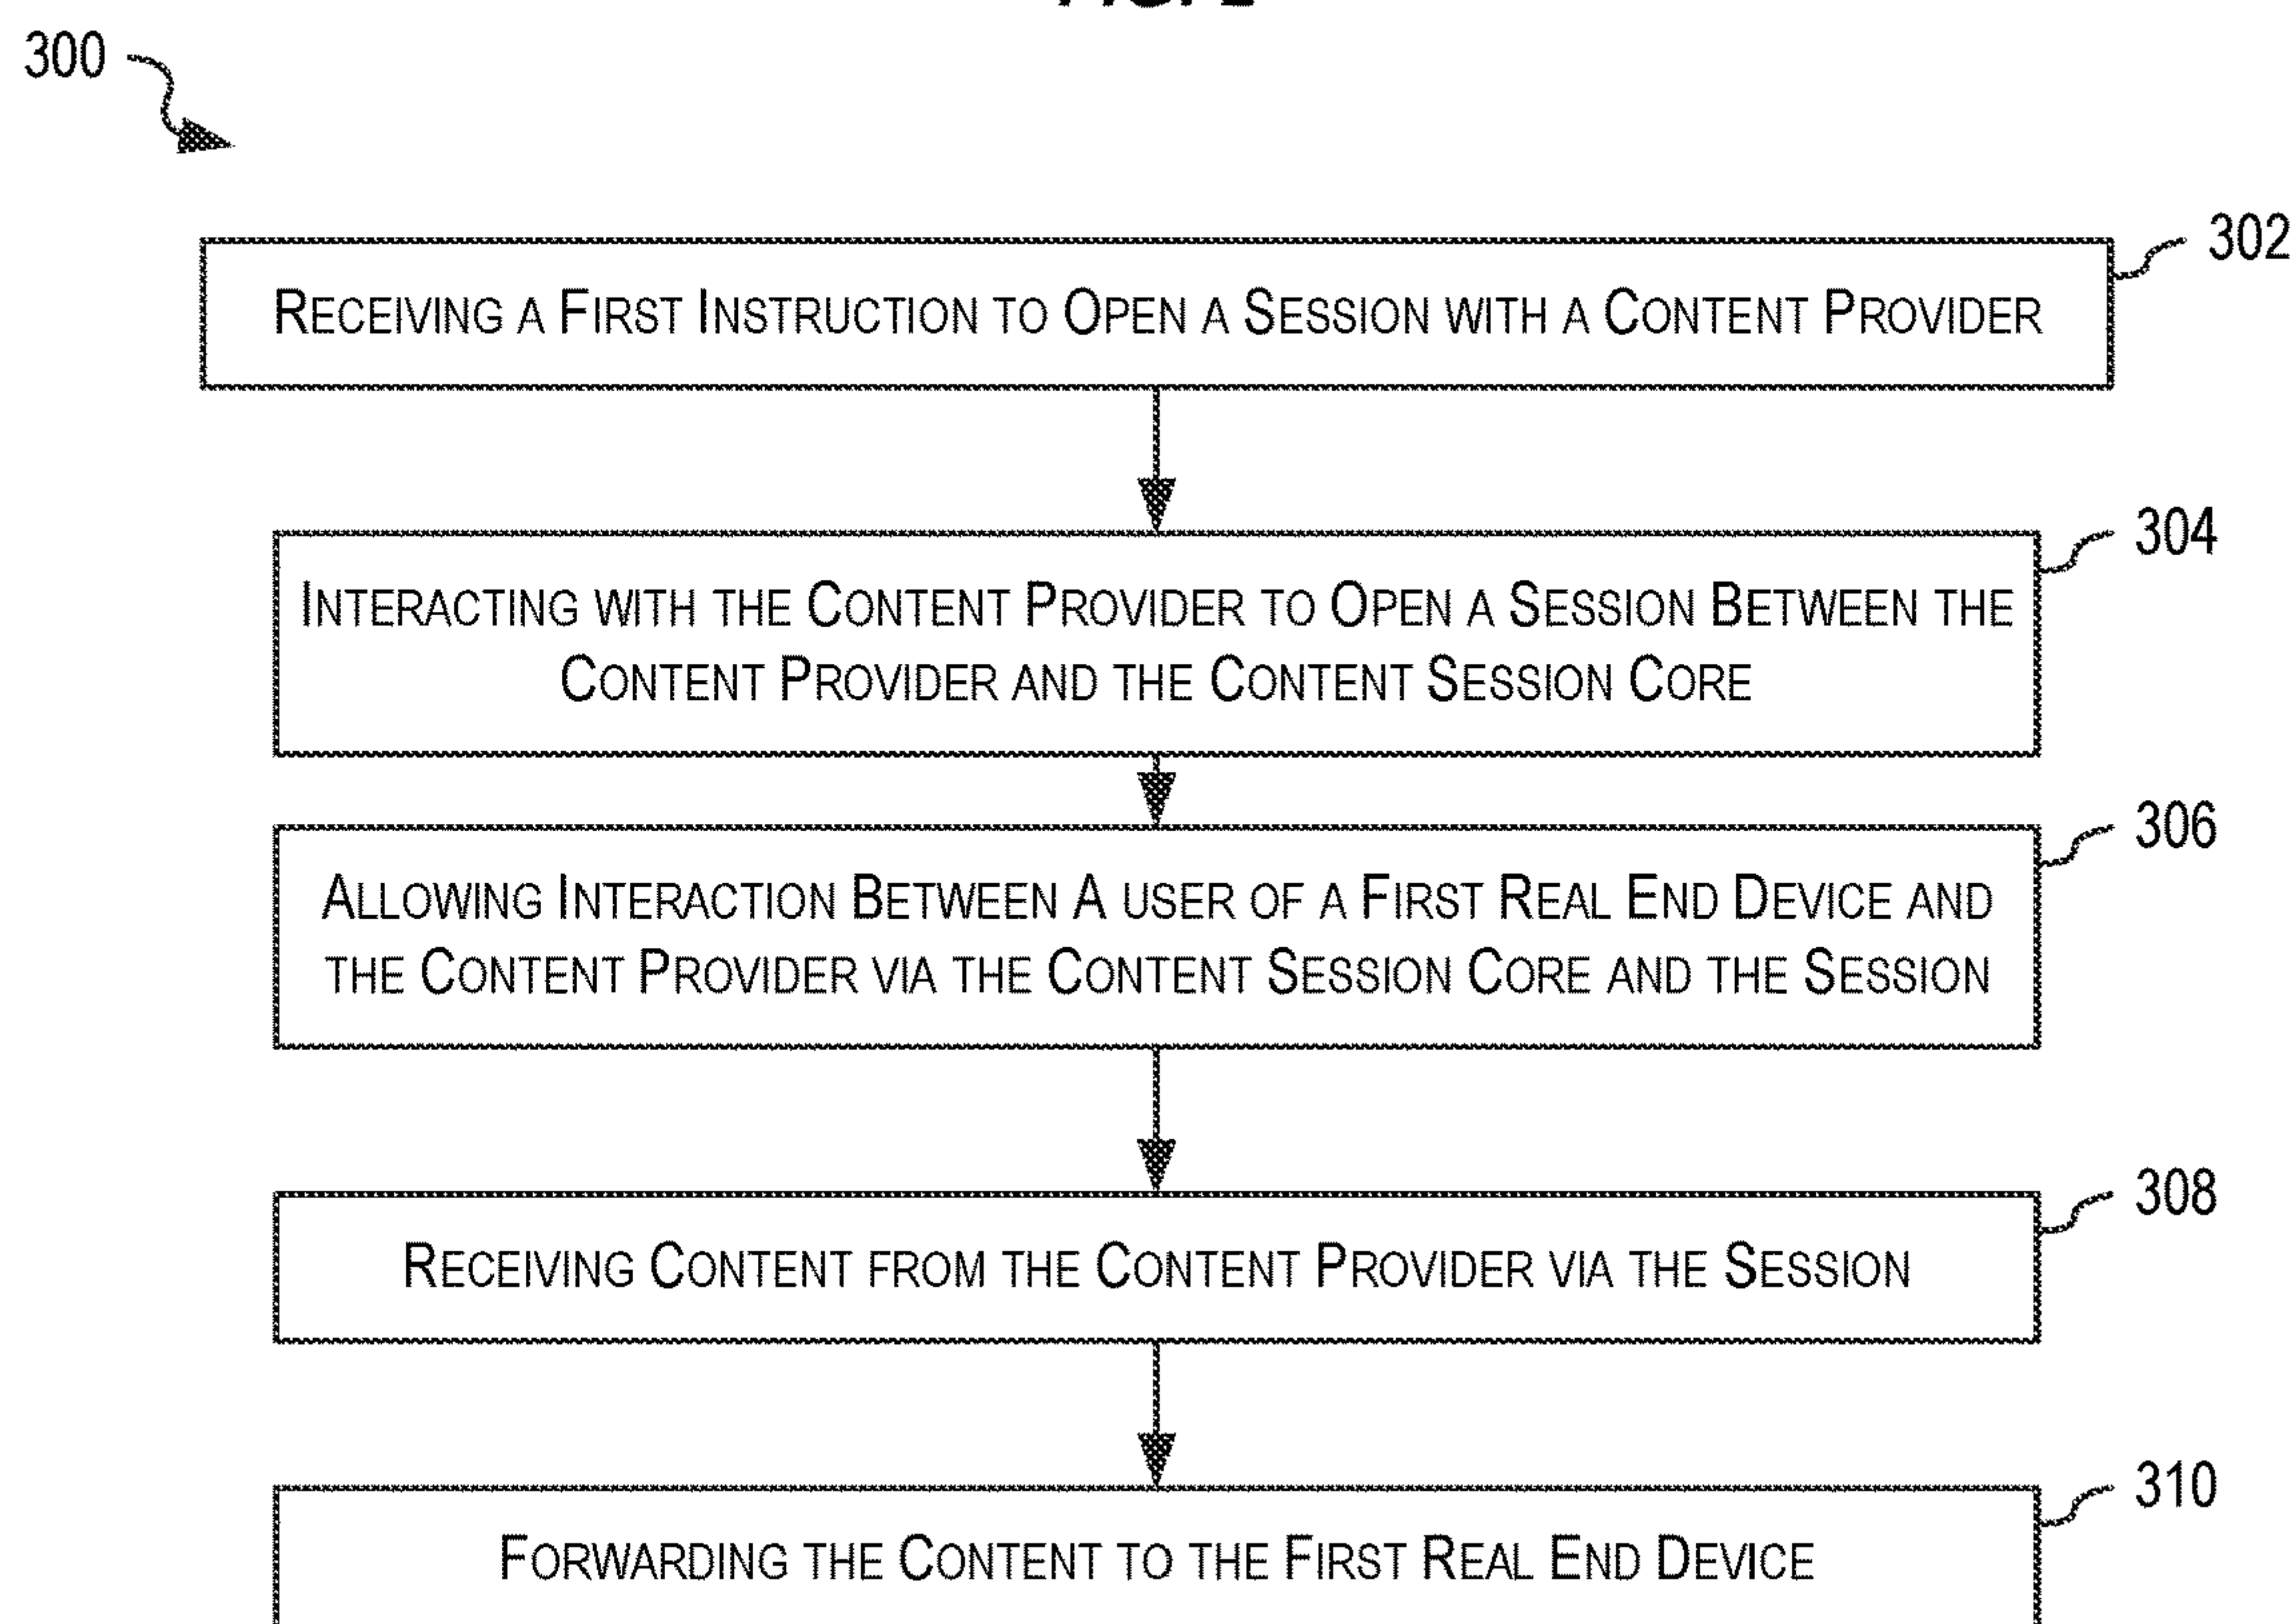 300
302
Receiving a First Instruction to Open a Session with a Content Provider
304
Interacting with the Content Provider to Open a Session Between the
Content Provider and the Content Session Core
306
Allowing Interaction Between A user of a First Real End Device and
the Content Provider via the Content Session Core and the Session
308
Receiving Content from the Content Provider via the Session
310
Forwarding the Content to the First Real End Device